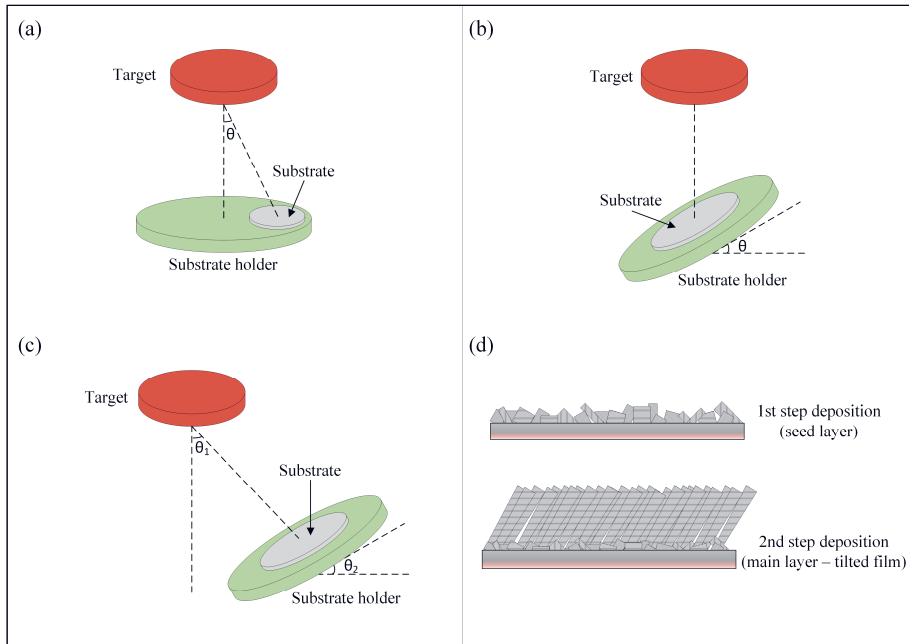 (a)
Target
θ
Substrate
Substrate holder
(b)
Target
Substrate
θ
Substrate holder
(c)
Target
θ1
Substrate
θ2
Substrate holder
(d)
1st step deposition
(seed layer)
2nd step deposition
(main layer – tilted film)